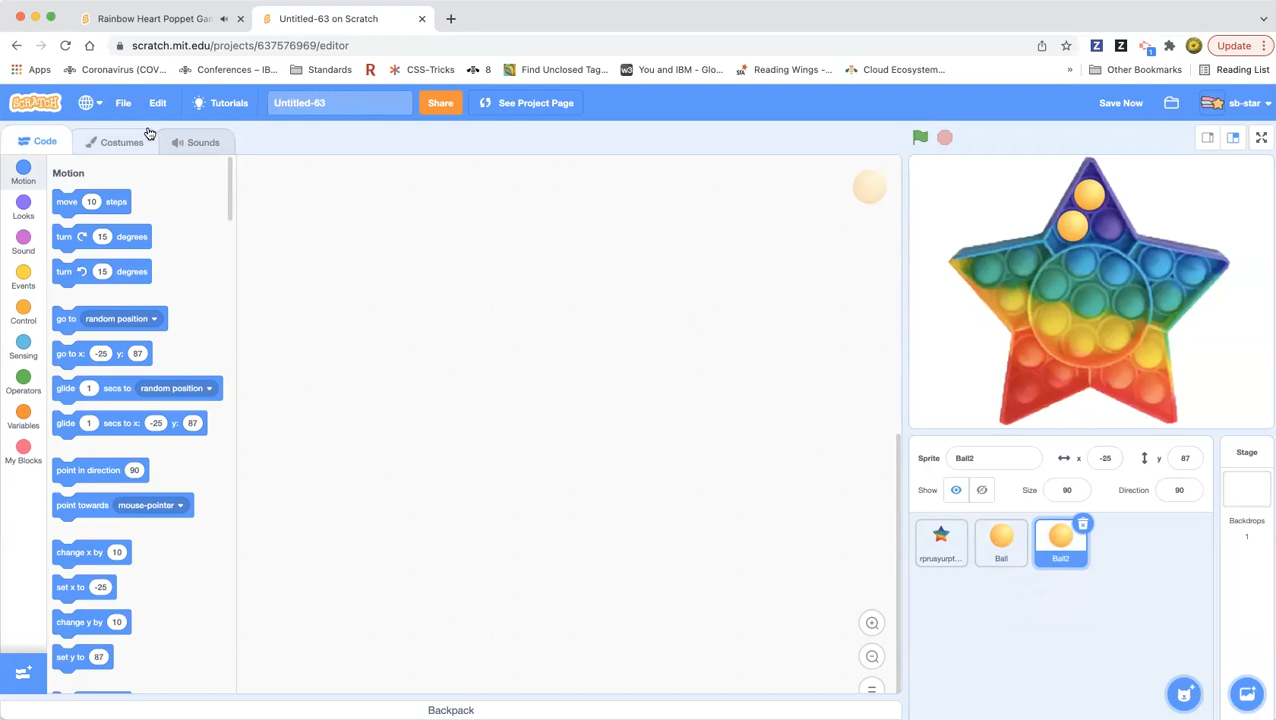 Rainbow Heart Poppet Gan
Untitled-63 on Scratch
scratch.mit.edu/projects/637576969/editor
Update
Apps
Coronavirus (COV...
Conferences – IB...
Standards
R
CSS-Tricks
8
Find Unclosed Tag...
w3
You and IBM - Glo...
Reading Wings -...
Cloud Ecosystem...
»
Other Bookmarks
Reading List
SCRATCH
File
Edit
Tutorials
Untitled-63
Share
See Project Page
Save Now
sb-star
Code
Costumes
Sounds
Motion
Looks
Sound
Events
Control
Sensing
Operators
Variables
My Blocks
Motion
move 10 steps
turn 15 degrees
turn 15 degrees
go to random position
go to x: -25 y: 87
glide 1 secs to random position
glide 1 secs to x: -25 y: 87
point in direction 90
point towards mouse-pointer
change x by 10
set x to -25
change y by 10
set y to 87
Sprite Ball2 x -25 y 87
Show Size 90 Direction 90
rprusyurpt...
Ball
Ball2
Stage
Backdrops
1
Backpack